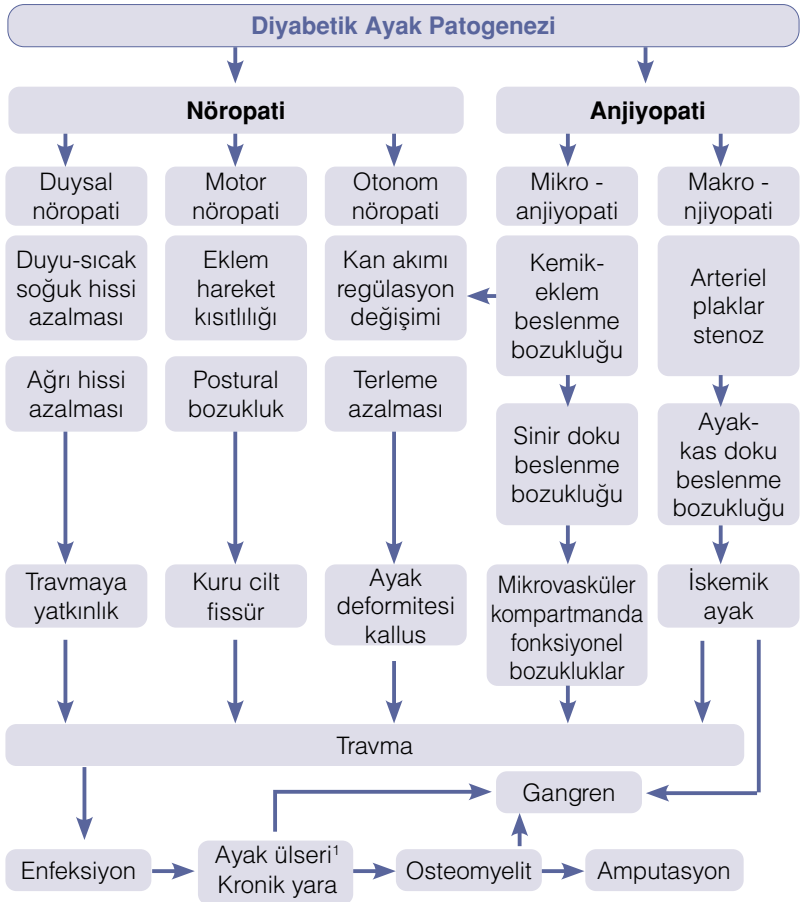 Diyabetik Ayak Patogenezi
Nöropati
Anjiyopati
Duysal
nöropati
Motor
nöropati
Otonom
nöropati
Mikro -
anjiyopati
Makro -
njiyopati
Duyu-sıcak
soğuk hissi
azalması
Eklem
hareket
kısıtlılığı
Kan akımı
regülasyon
değişimi
Kemik-
eklem
beslenme
bozukluğu
Arteriel
plaklar
stenoz
Ağrı hissi
azalması
Postural
bozukluk
Terleme
azalması
Sinir doku
beslenme
bozukluğu
Ayak-
kas doku
beslenme
bozukluğu
Travmaya
yatkınlık
Kuru cilt
fissür
Ayak
deformitesi
kallus
Mikrovasküler
kompartmanda
fonksiyonel
bozukluklar
İskemik
ayak
Travma
Gangren
Enfeksiyon
Ayak ülseri¹
Kronik yara
Osteomyelit
Amputasyon